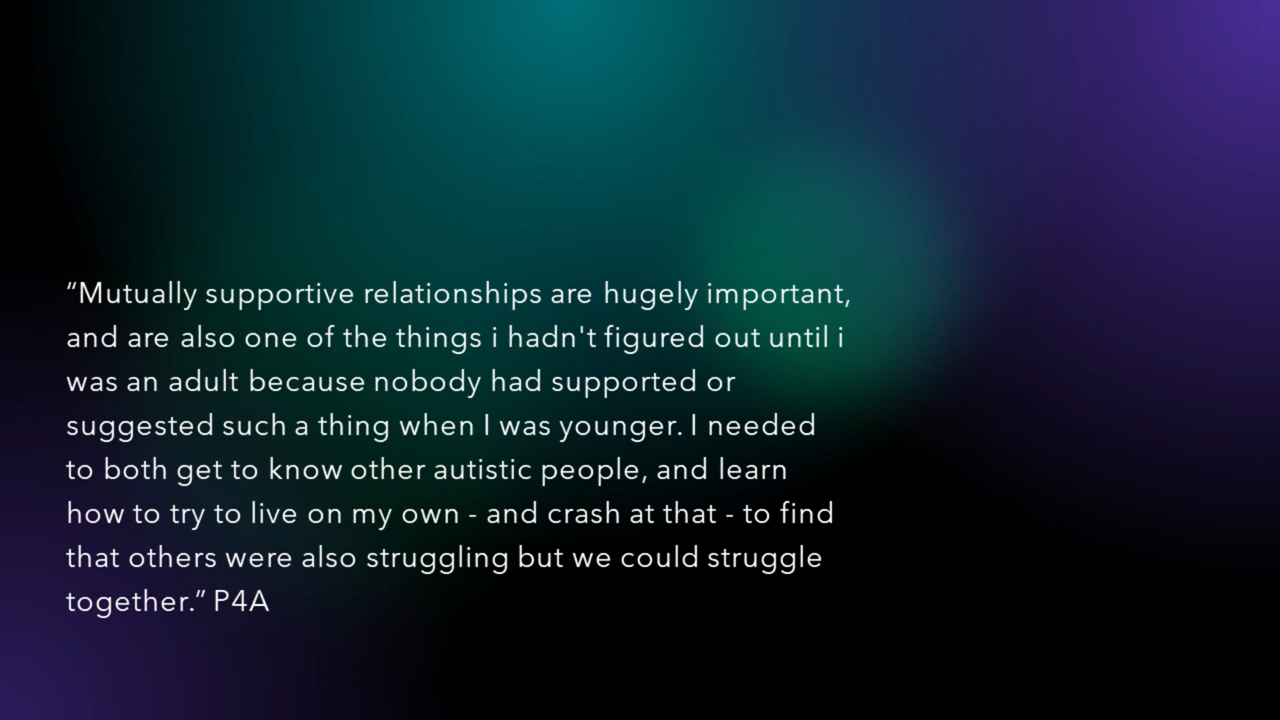 “Mutually supportive relationships are hugely important,
and are also one of the things i hadn't figured out until i
was an adult because nobody had supported or
suggested such a thing when I was younger. I needed
to both get to know other autistic people, and learn
how to try to live on my own - and crash at that - to find
that others were also struggling but we could struggle
together.” P4A